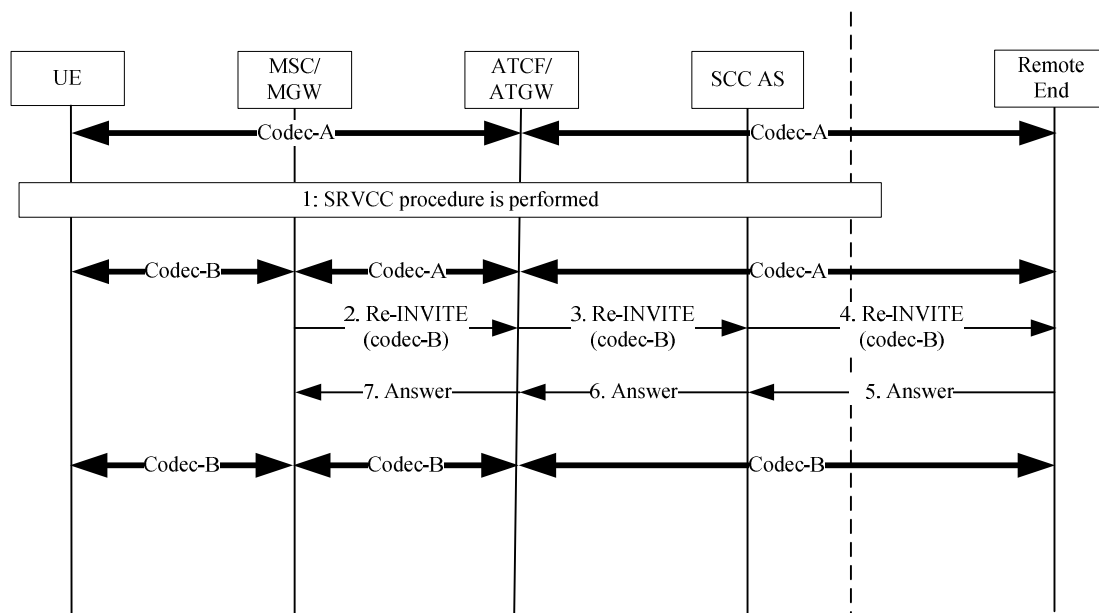 UE
MSC/
MGW
ATCF/
ATGW
SCC AS
Remote
End
Codec-A
Codec-A
1: SRVCC procedure is performed
Codec-B
Codec-A
Codec-A
2. Re-INVITE
(codec-B)
3. Re-INVITE
(codec-B)
4. Re-INVITE
(codec-B)
7. Answer
6. Answer
5. Answer
Codec-B
Codec-B
Codec-B